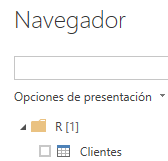 Navegador
Opciones de presentación
R [1]
Clientes